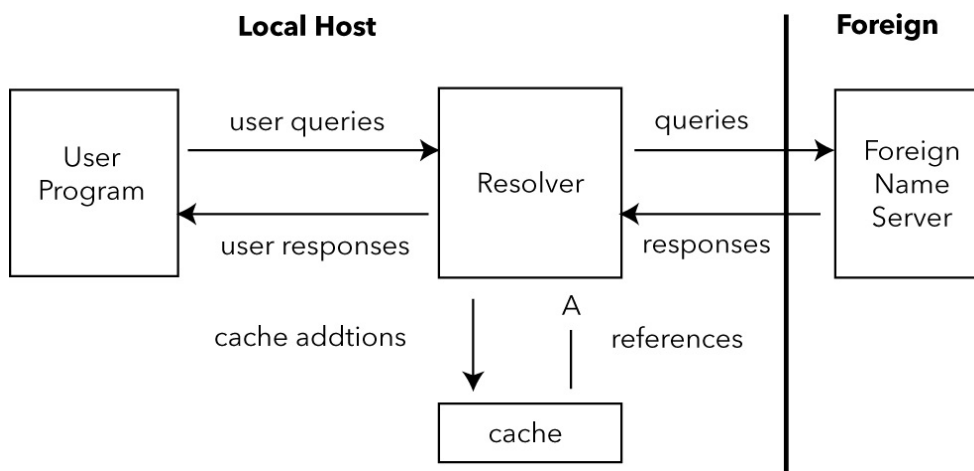 Local Host
Foreign
user queries
queries
User
Program
Resolver
Foreign
Name
Server
user responses
responses
A
cache addtions
references
cache